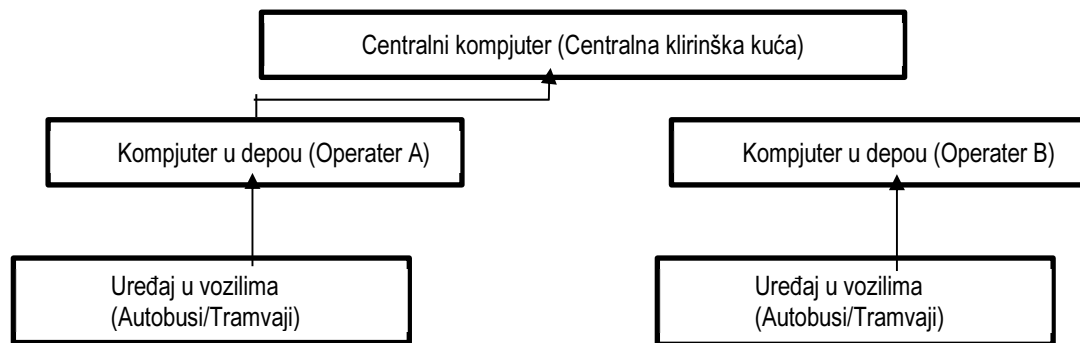 Centralni kompjuter (Centralna klirinška kuća)
Kompjuter u depou (Operater A)
Kompjuter u depou (Operater B)
Uređaj u vozilima
(Autobusi/Tramvaji)
Uređaj u vozilima
(Autobusi/Tramvaji)